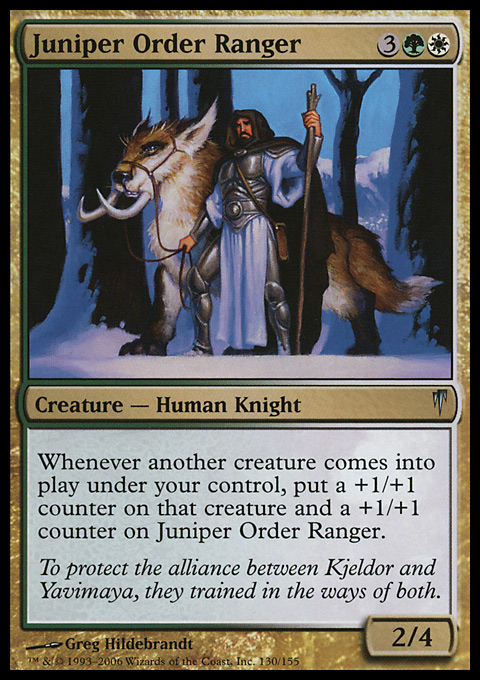 Juniper Order Ranger 3
Creature — Human Knight
Whenever another creature comes into
play under your control, put a +1/+1
counter on that creature and a +1/+1
counter on Juniper Order Ranger.
To protect the alliance between Kjeldor and
Yavimaya, they trained in the ways of both.
2/4
Greg Hildebrandt
™ & © 1993–2006 Wizards of the Coast, Inc. 130/155